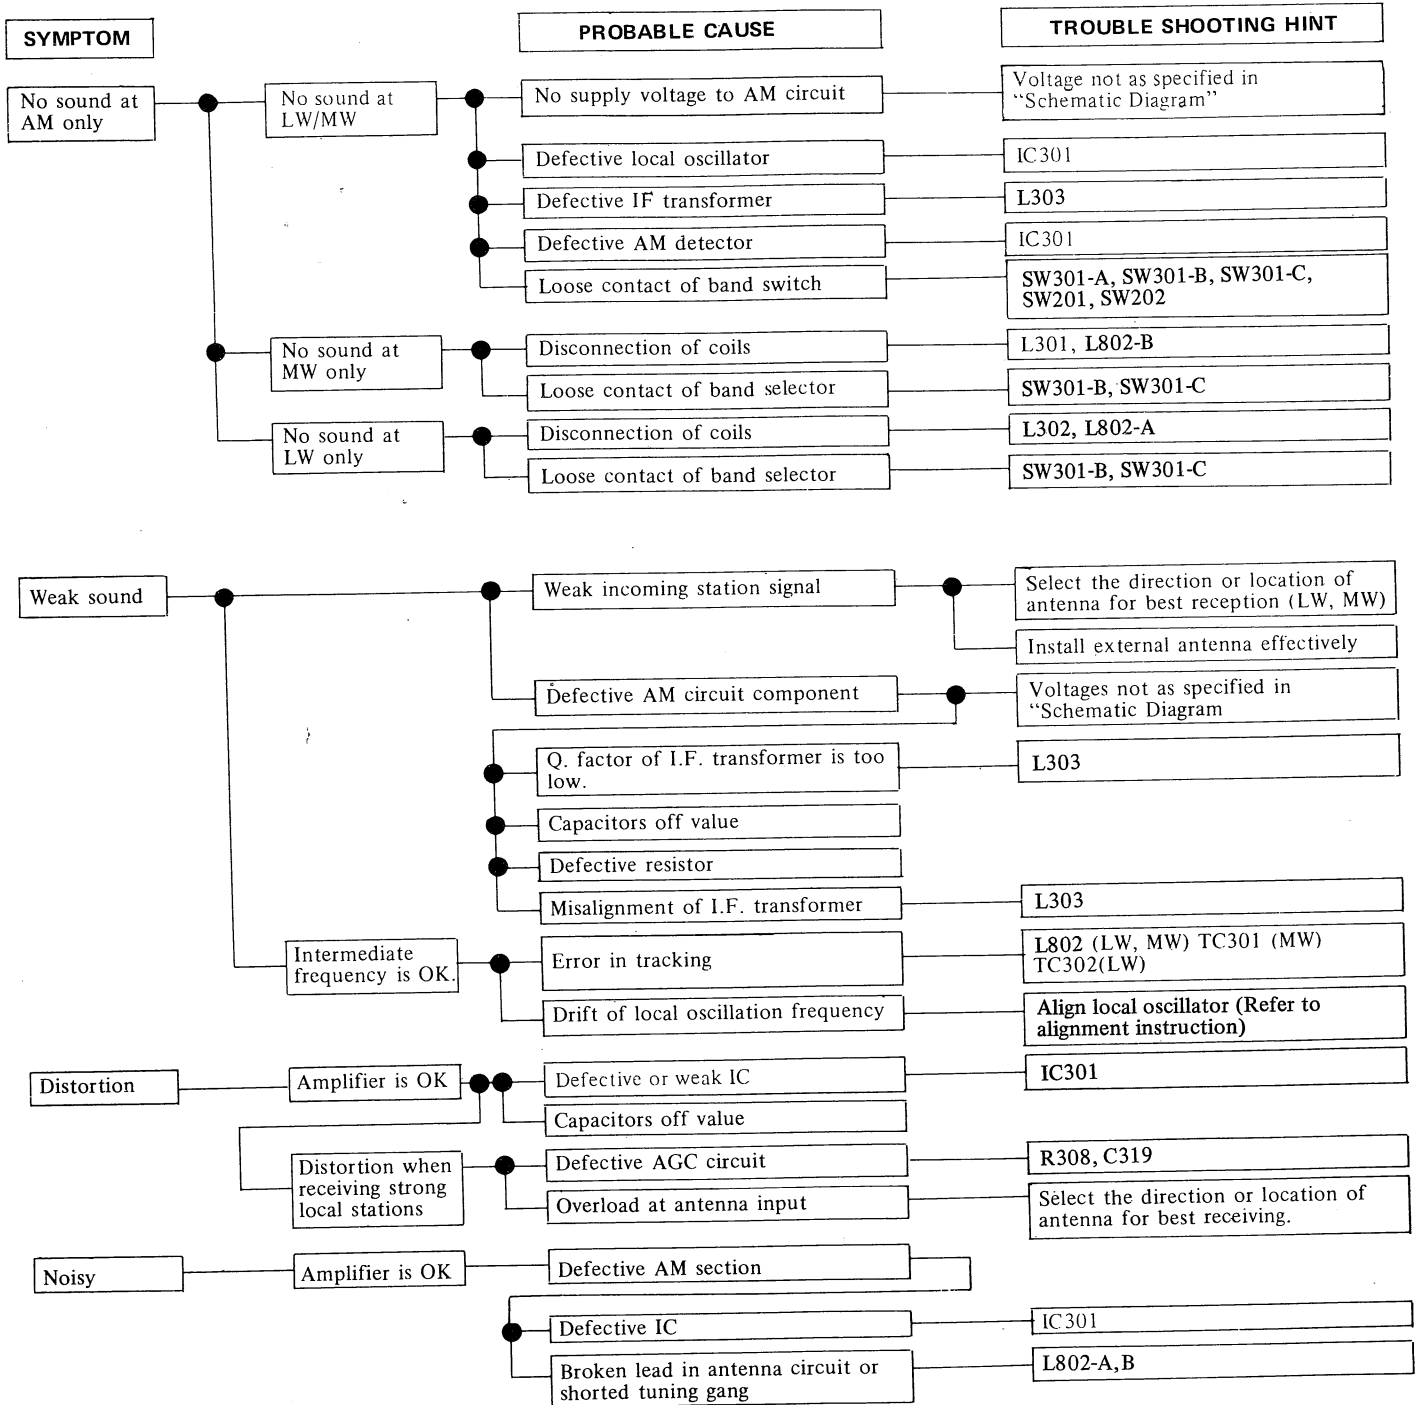 SYMPTOM
PROBABLE CAUSE
TROUBLE SHOOTING HINT
No sound at
AM only
No sound at
LW/MW
No supply voltage to AM circuit
Voltage not as specified in
“Schematic Diagram”
Defective local oscillator
IC301
Defective IF transformer
L303
Defective AM detector
IC301
Loose contact of band switch
SW301-A, SW301-B, SW301-C,
SW201, SW202
No sound at
MW only
Disconnection of coils
L301, L802-B
Loose contact of band selector
SW301-B, SW301-C
No sound at
LW only
Disconnection of coils
L302, L802-A
Loose contact of band selector
SW301-B, SW301-C
Weak sound
Weak incoming station signal
Select the direction or location of
antenna for best reception (LW, MW)
Install external antenna effectively
Defective AM circuit component
Voltages not as specified in
“Schematic Diagram
Q. factor of I.F. transformer is too
low.
L303
Capacitors off value
Defective resistor
Misalignment of I.F. transformer
L303
Intermediate
frequency is OK.
Error in tracking
L802 (LW, MW) TC301 (MW)
TC302(LW)
Drift of local oscillation frequency
Align local oscillator (Refer to
alignment instruction)
Distortion
Amplifier is OK
Defective or weak IC
IC301
Capacitors off value
Distortion when
receiving strong
local stations
Defective AGC circuit
R308, C319
Overload at antenna input
Select the direction or location of
antenna for best receiving.
Noisy
Amplifier is OK
Defective AM section
Defective IC
IC301
Broken lead in antenna circuit or
shorted tuning gang
L802-A,B